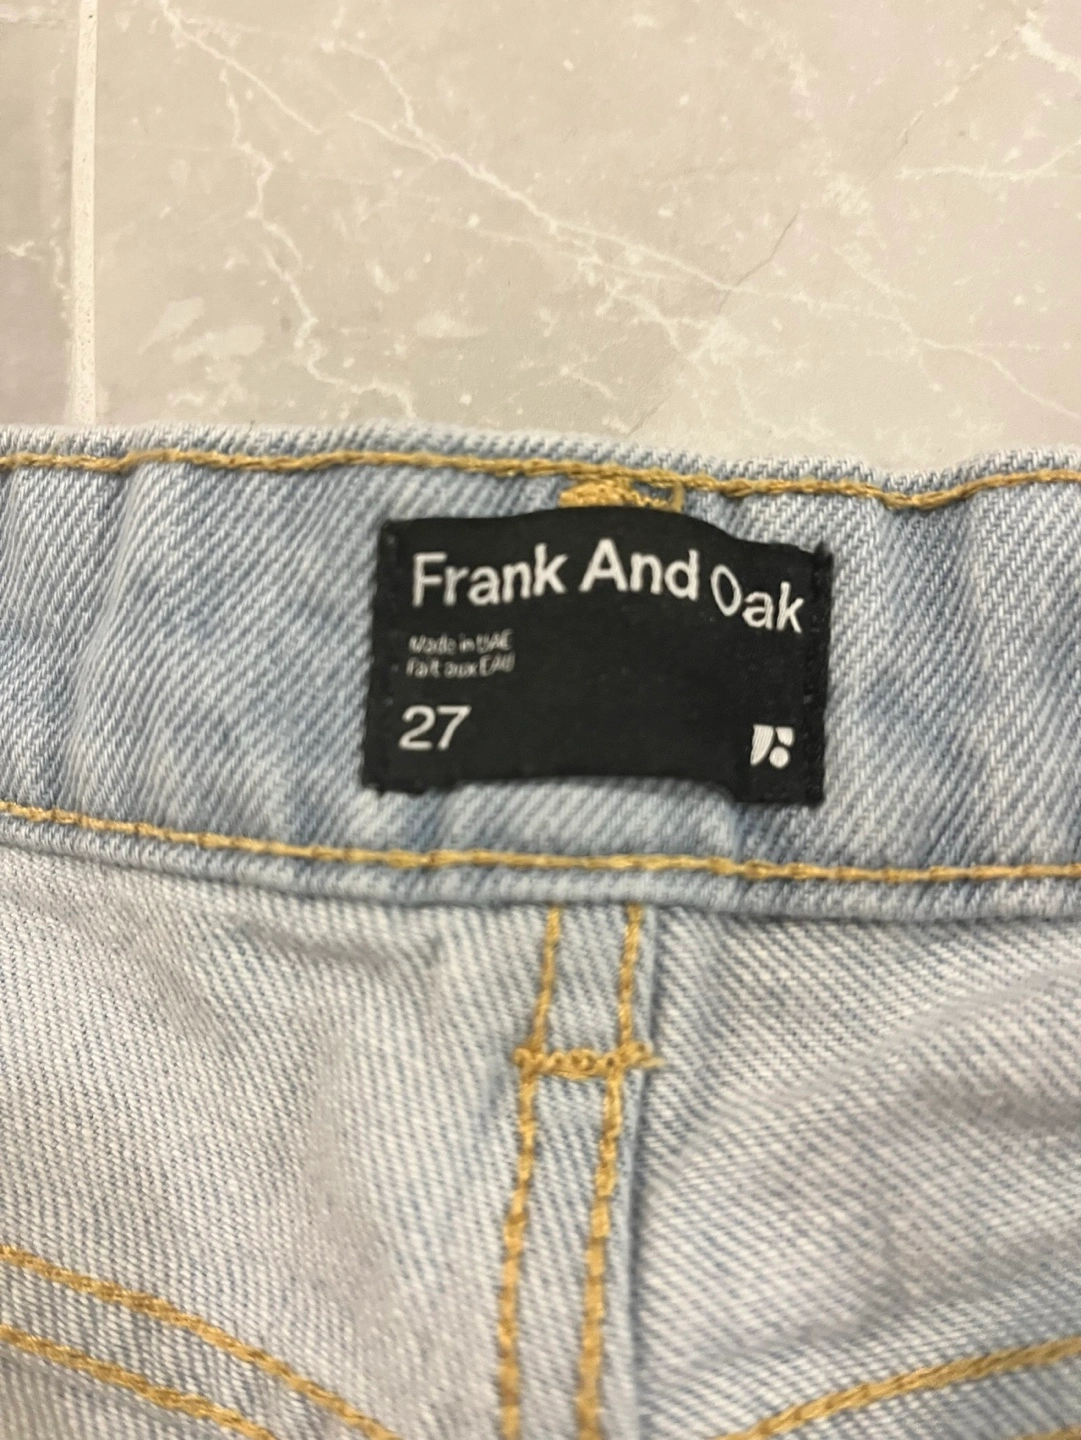 Frank And Oak
Made in UAE
Fait aux EAU
27